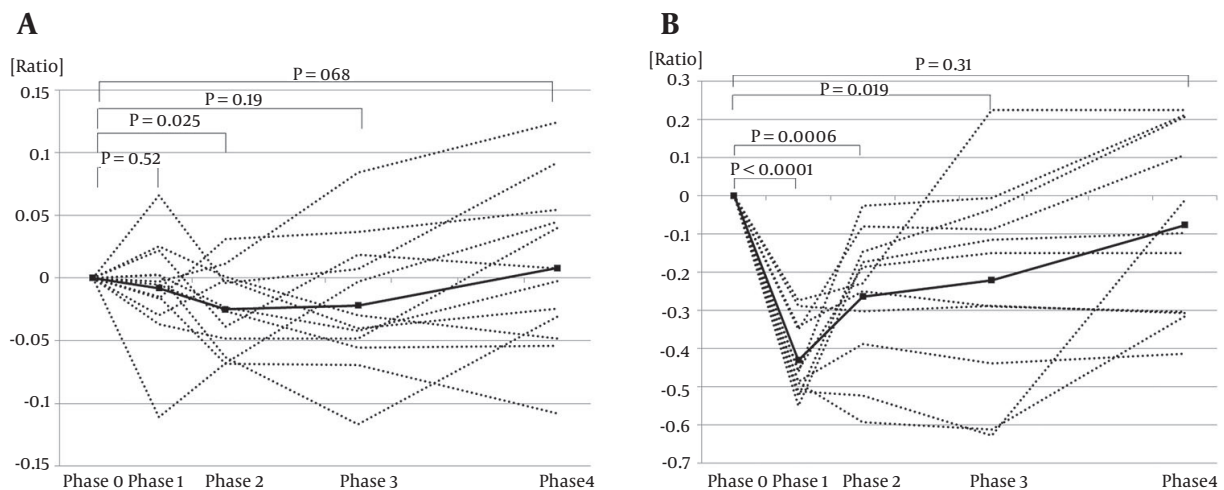 A
[Ratio]
P = 068
0.15
P = 0.19
P = 0.025
0.1
P = 0.52
0.05
0
-0.05
-0.1
-0.15
Phase 0 Phase 1 Phase 2 Phase 3 Phase4
B
[Ratio]
0.3
P = 0.31
P = 0.019
0.2
P = 0.0006
0.1
P < 0.0001
0
-0.1
-0.2
-0.3
-0.4
-0.5
-0.6
-0.7
Phase 0 Phase 1 Phase 2 Phase 3 Phase4